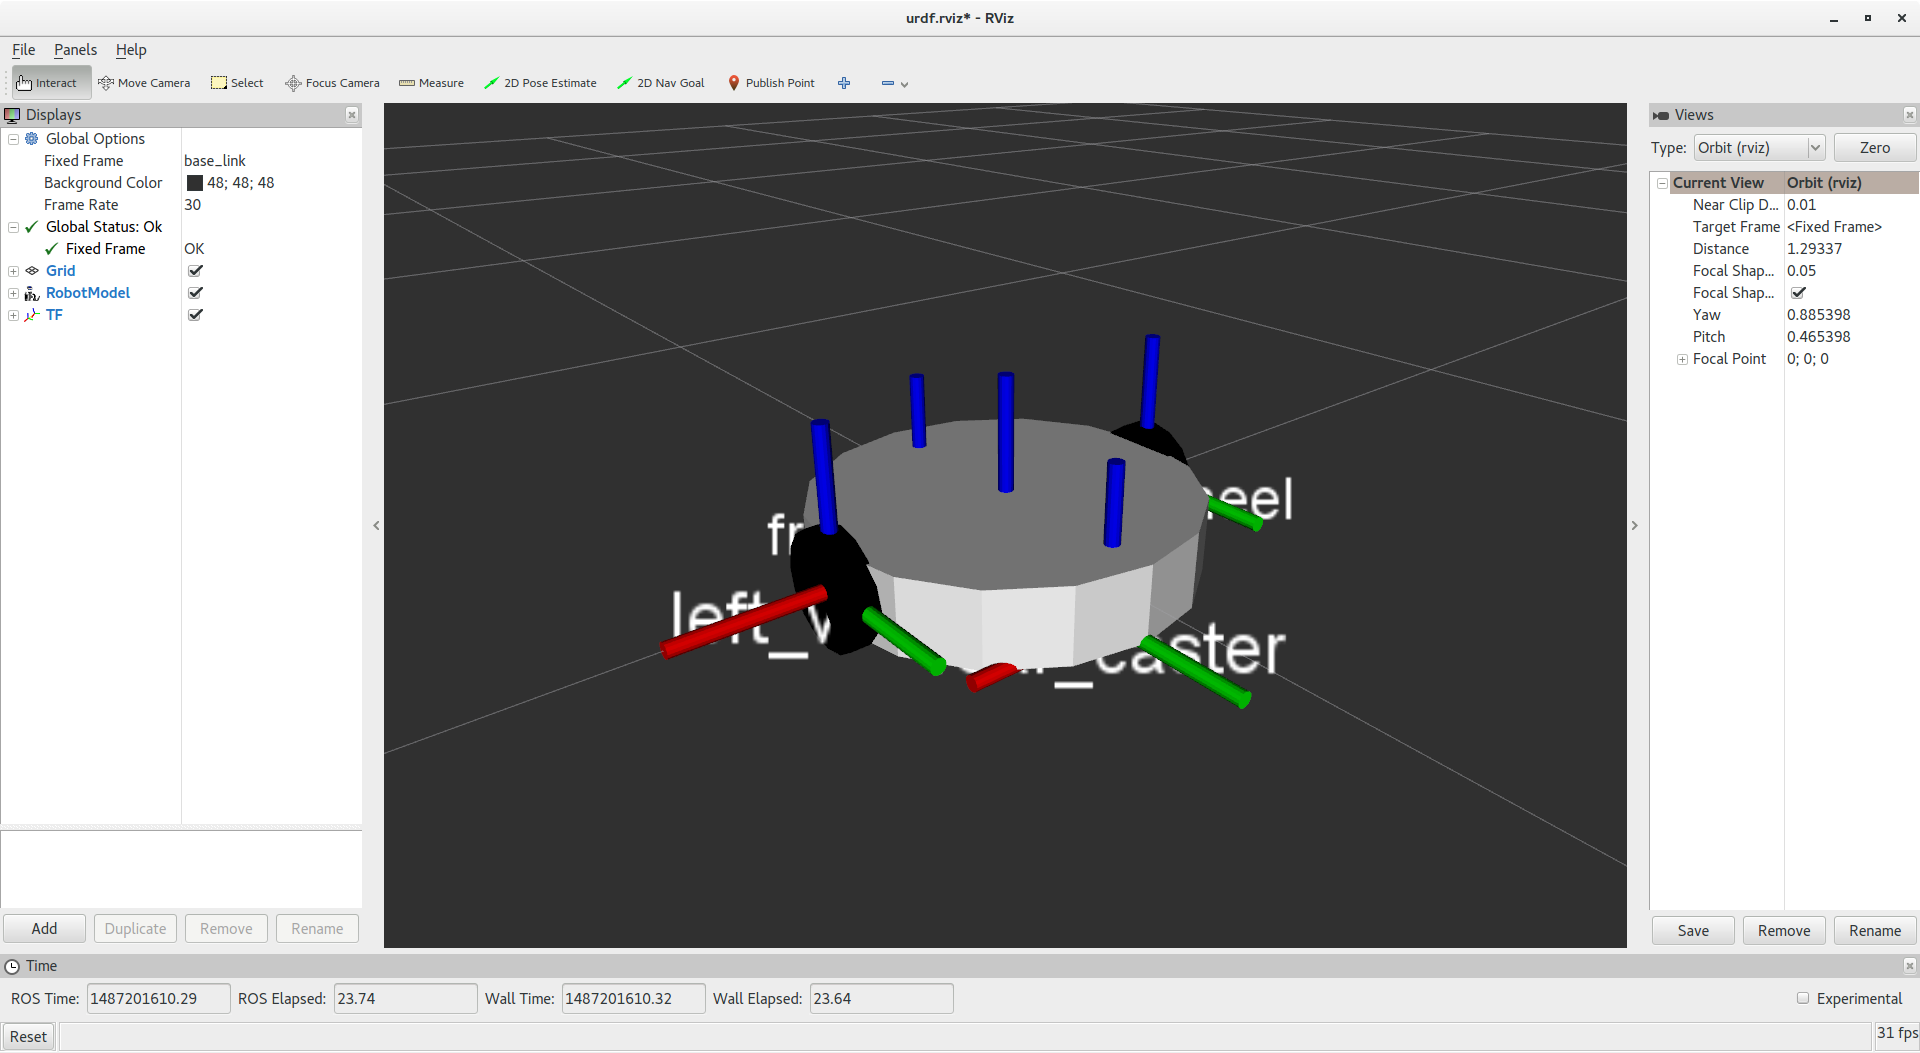 urdf.rviz* - RViz
File Panels Help
Interact Move Camera Select Focus Camera Measure 2D Pose Estimate 2D Nav Goal Publish Point
Displays
Global Options
Fixed Frame base_link
Background Color 48; 48; 48
Frame Rate 30
Global Status: Ok
Fixed Frame OK
Grid
RobotModel
TF
Add Duplicate Remove Rename
left_
caster
Views
Type: Orbit (rviz) Zero
Current View Orbit (rviz)
Near Clip D... 0.01
Target Frame <Fixed Frame>
Distance 1.29337
Focal Shap... 0.05
Focal Shap...
Yaw 0.885398
Pitch 0.465398
Focal Point 0; 0; 0
Save Remove Rename
Time
ROS Time: 1487201610.29 ROS Elapsed: 23.74 Wall Time: 1487201610.32 Wall Elapsed: 23.64 Experimental
Reset 31 fps